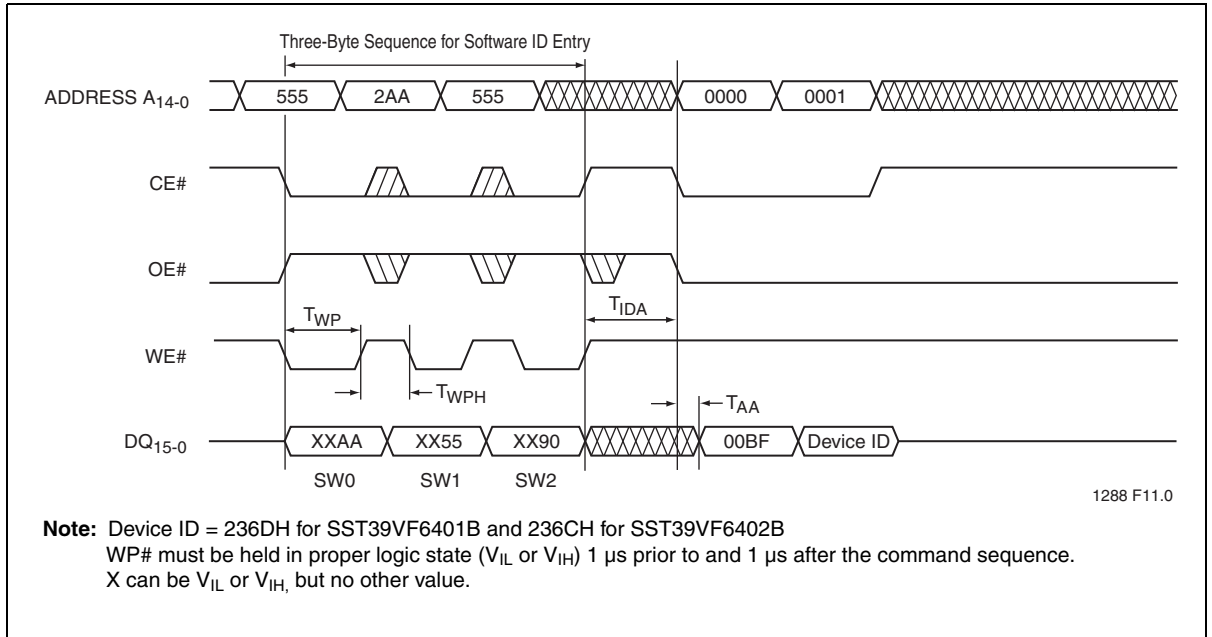 Three-Byte Sequence for Software ID Entry
ADDRESS A14-0
555
2AA
555
0000
0001
CE#
OE#
TWP
TIDA
WE#
TWPH
TAA
DQ15-0
XXAA
XX55
XX90
00BF
Device ID
SW0
SW1
SW2
1288 F11.0
Note: Device ID = 236DH for SST39VF6401B and 236CH for SST39VF6402B
WP# must be held in proper logic state (VIL or VIH) 1 µs prior to and 1 µs after the command sequence.
X can be VIL or VIH, but no other value.